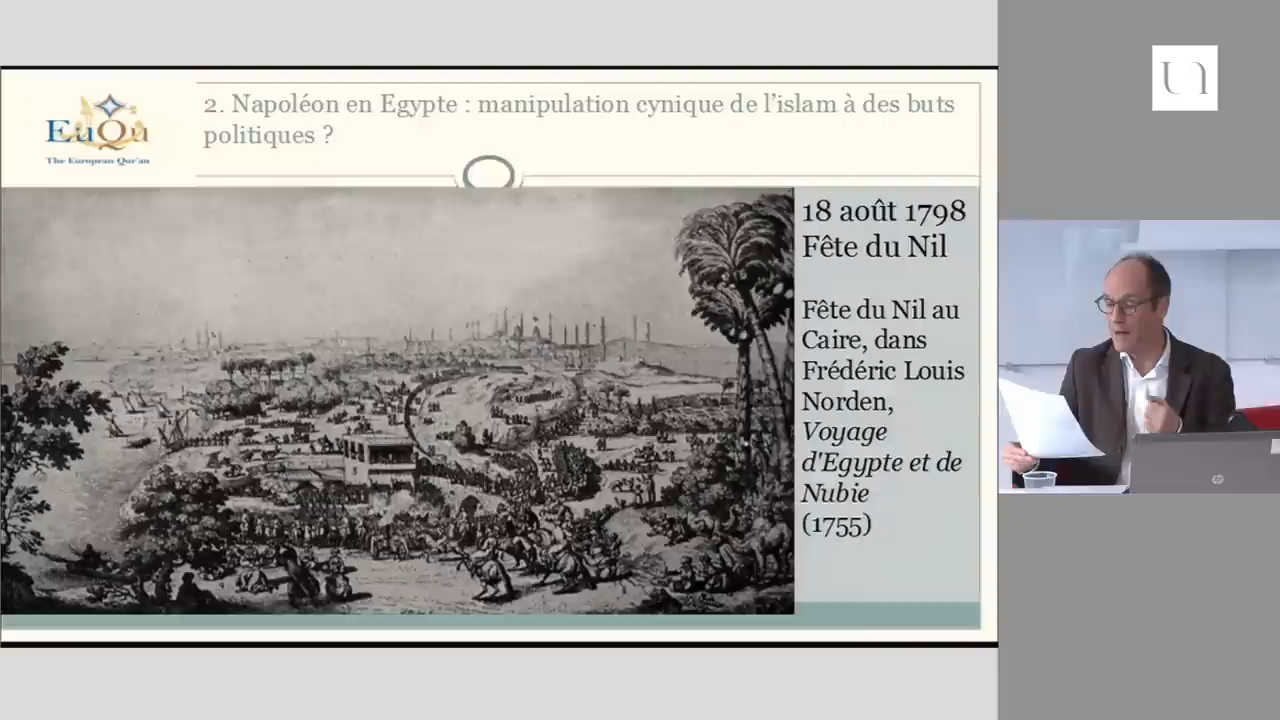 EuQu
The European Qur'an
2. Napoléon en Egypte : manipulation cynique de l'islam à des buts
politiques ?
18 août 1798
Fête du Nil
Fête du Nil au
Caire, dans
Frédéric Louis
Norden,
Voyage
d'Egypte et de
Nubie
(1755)
hp